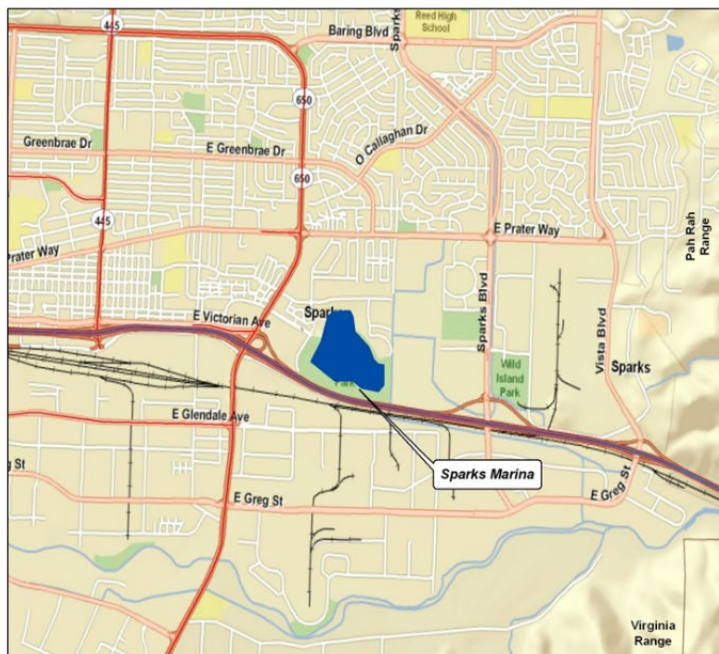 445
Reed High
School
Sparks
Baring Blvd
650
Greenbrae Dr
E Greenbrae Dr
O Callaghan Dr
650
445
Prater Way
E Prater Way
Pah Rah
Range
E Victorian Ave
Sparks Blvd
Vista Blvd
Sparks
Wild
Island
Park
Park
E Glendale Ave
Sparks Marina
g St
E Greg St
E Greg St
Virginia
Range